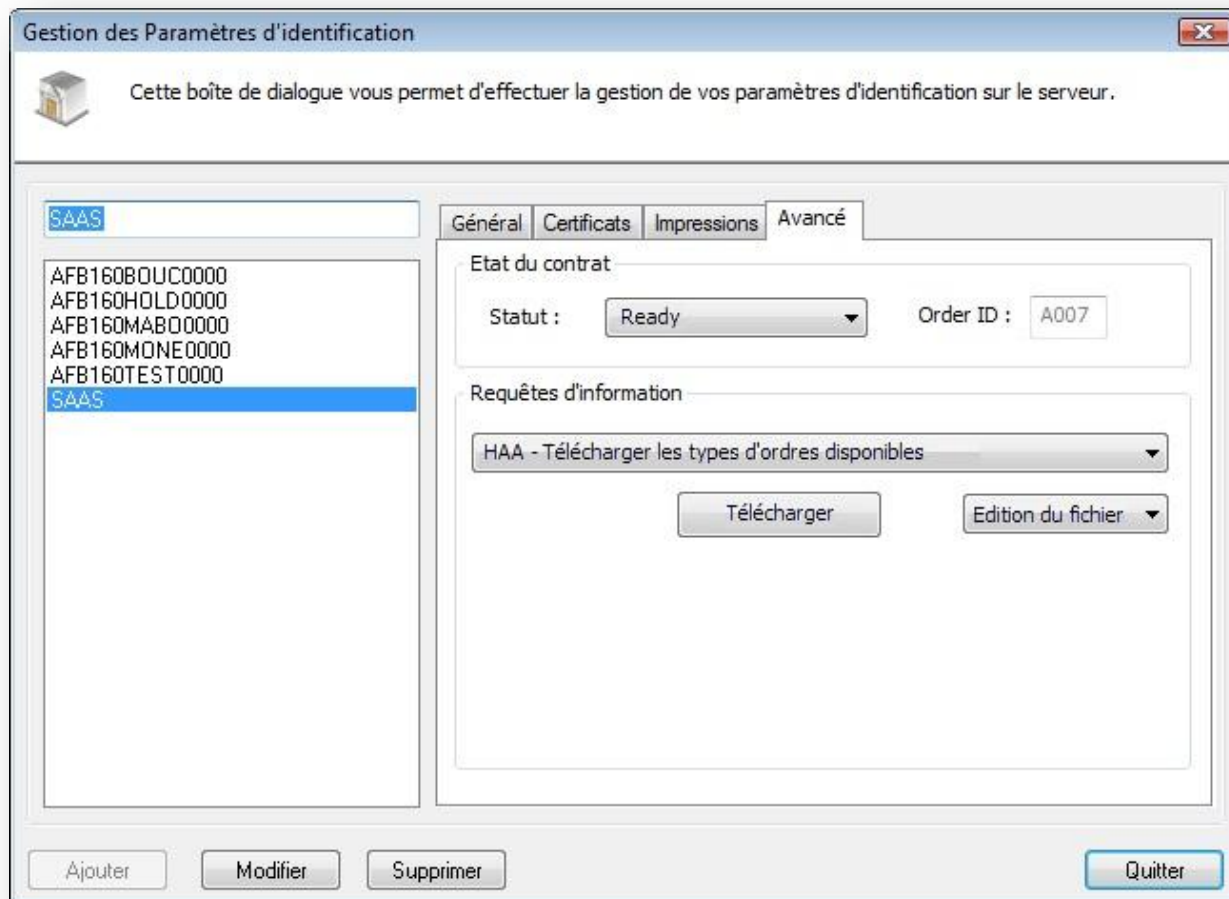 Gestion des Paramètres d'identification
Cette boîte de dialogue vous permet d'effectuer la gestion de vos paramètres d'identification sur le serveur.
SAAS
AFB160BOUC0000
AFB160HOLD0000
AFB160MABO0000
AFB160MONE0000
AFB160TEST0000
SAAS
Général Certificats Impressions Avancé
Etat du contrat
Statut : Ready Order ID : A007
Requêtes d'information
HAA - Télécharger les types d'ordres disponibles
Télécharger Edition du fichier
Ajouter Modifier Supprimer Quitter